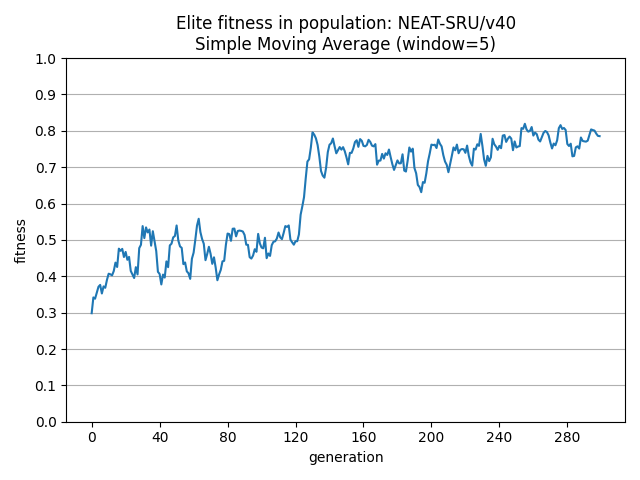 Elite fitness in population: NEAT-SRU/v40
Simple Moving Average (window=5)
1.0
0.9
0.8
0.7
0.6
0.5
0.4
0.3
0.2
0.1
0.0
fitness
0 40 80 120 160 200 240 280
generation